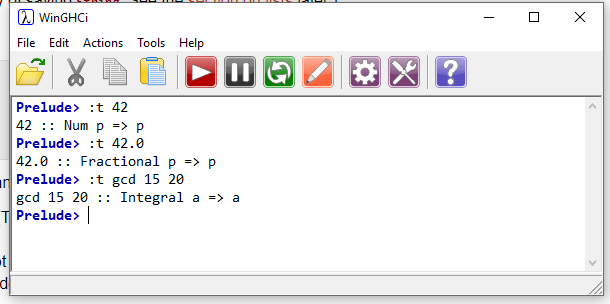 WinGHCi
File Edit Actions Tools Help
Prelude> :t 42
42 :: Num p => p
Prelude> :t 42.0
42.0 :: Fractional p => p
Prelude> :t gcd 15 20
gcd 15 20 :: Integral a => a
Prelude>